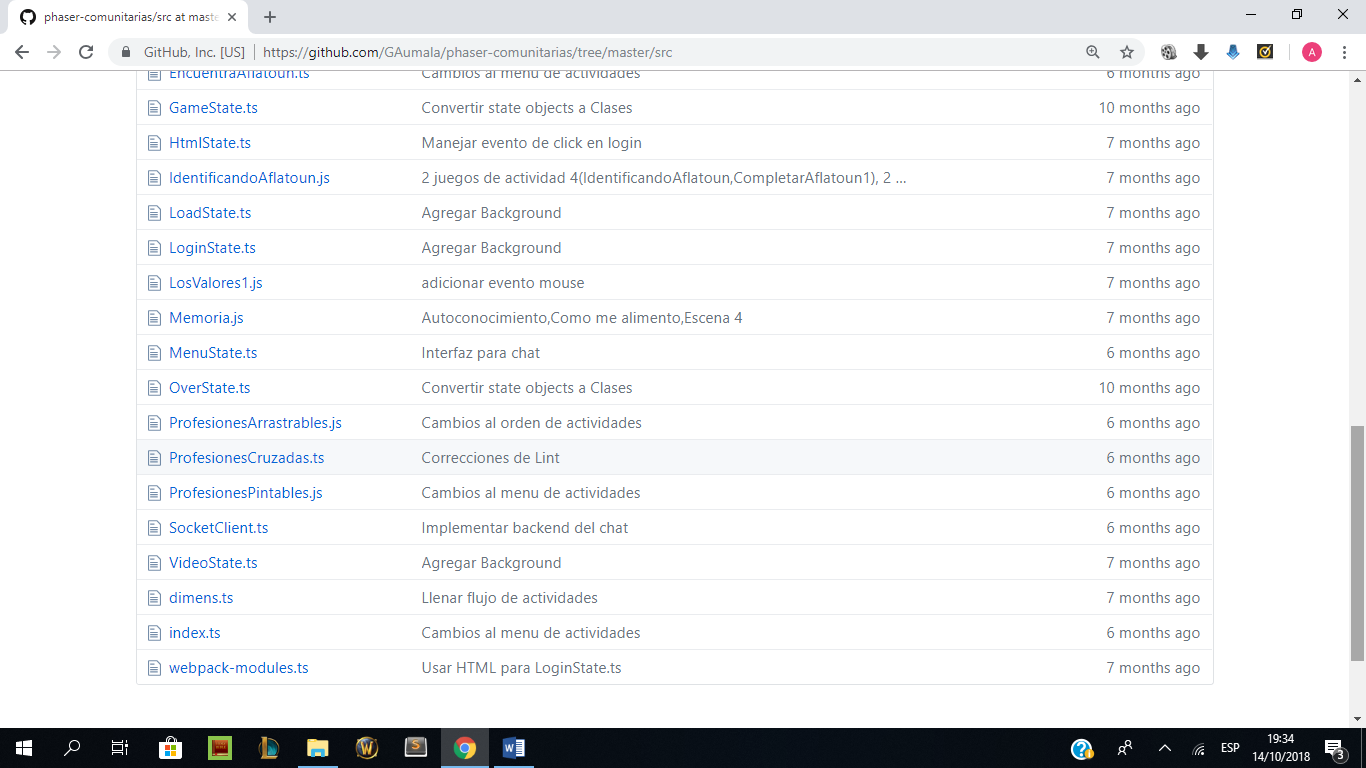 phaser-comunitarias/src at maste
GitHub, Inc. [US] | https://github.com/GAumala/phaser-comunitarias/tree/master/src
A
EncuentraAflatoun.ts Cambios al menu de actividades 6 months ago
GameState.ts Convertir state objects a Clases 10 months ago
HtmlState.ts Manejar evento de click en login 7 months ago
IdentificandoAflatoun.js 2 juegos de actividad 4(IdentificandoAflatoun,CompletarAflatoun1), 2 ... 7 months ago
LoadState.ts Agregar Background 7 months ago
LoginState.ts Agregar Background 7 months ago
LosValores1.js adicionar evento mouse 7 months ago
Memoria.js Autoconocimiento,Como me alimento,Escena 4 7 months ago
MenuState.ts Interfaz para chat 6 months ago
OverState.ts Convertir state objects a Clases 10 months ago
ProfesionesArrastrables.js Cambios al orden de actividades 6 months ago
ProfesionesCruzadas.ts Correcciones de Lint 6 months ago
ProfesionesPintables.js Cambios al menu de actividades 6 months ago
SocketClient.ts Implementar backend del chat 6 months ago
VideoState.ts Agregar Background 7 months ago
dimens.ts Llenar flujo de actividades 7 months ago
index.ts Cambios al menu de actividades 6 months ago
webpack-modules.ts Usar HTML para LoginState.ts 7 months ago
ESP
19:34
14/10/2018
3